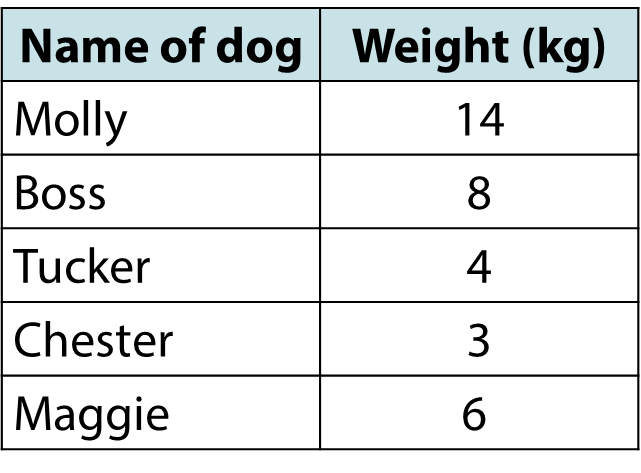 Name of dog Weight (kg)
Molly 14
Boss 8
Tucker 4
Chester 3
Maggie 6